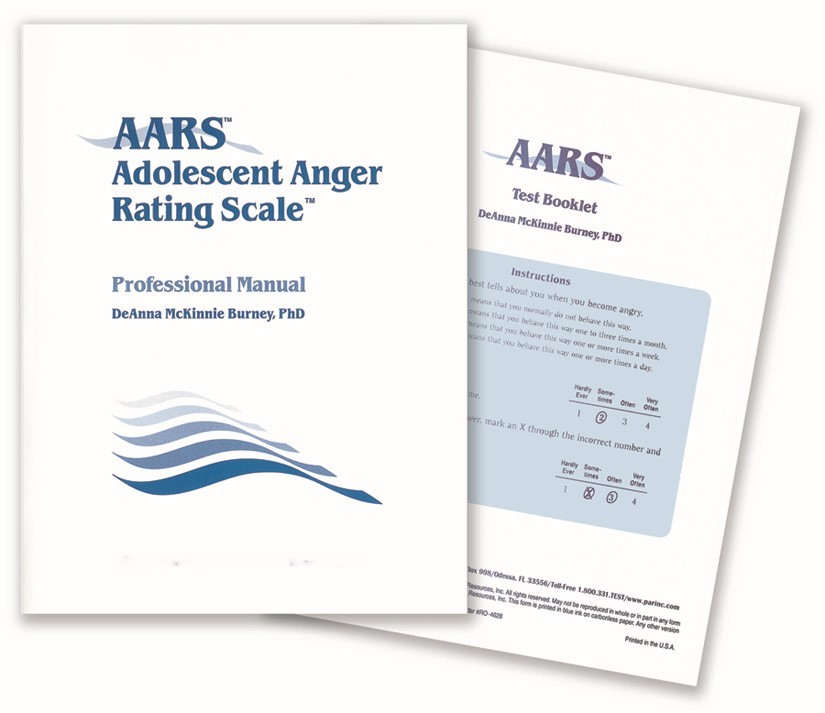 AARS™
Adolescent Anger
Rating Scale™
Professional Manual
DeAnna McKinnie Burney, PhD
AARS™
Test Booklet
DeAnna McKinnie Burney, PhD
Instructions
best tells about you when you become angry.
means that you normally do not behave this way.
means that you behave this way one to three times a month.
means that you behave this way one or more times a week.
means that you behave this way one or more times a day.
Hardly Ever Some-times Often Very Often
1 2 3 4
me.
wer, mark an X through the incorrect number and
Hardly Ever Some-times Often Very Often
1 3 4
Box 998/Odessa, FL 33556/Toll-Free 1.800.331.TEST/www.parinc.com
Resources, Inc. All rights reserved. May not be reproduced in whole or in part in any form
Resources, Inc. This form is printed in blue ink on carbonless paper. Any other version
#RO-4828
Printed in the U.S.A.